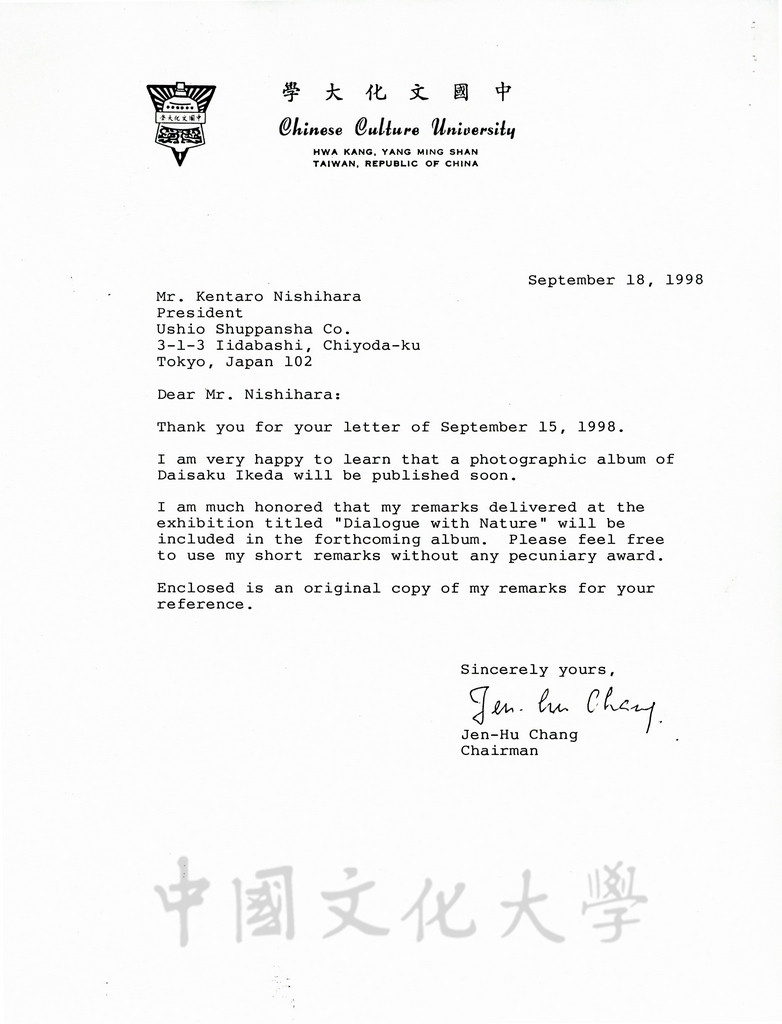 學大化文國中
中國文化大學
Chinese Culture University
HWA KANG, YANG MING SHAN
TAIWAN, REPUBLIC OF CHINA
September 18, 1998
Mr. Kentaro Nishihara
President
Ushio Shuppansha Co.
3-1-3 Iidabashi, Chiyoda-ku
Tokyo, Japan 102
Dear Mr. Nishihara:
Thank you for your letter of September 15, 1998.
I am very happy to learn that a photographic album of
Daisaku Ikeda will be published soon.
I am much honored that my remarks delivered at the
exhibition titled "Dialogue with Nature" will be
included in the forthcoming album.  Please feel free
to use my short remarks without any pecuniary award.
Enclosed is an original copy of my remarks for your
reference.
Sincerely yours,
Jen-hu Chang
Jen-Hu Chang
Chairman
中國文化大學